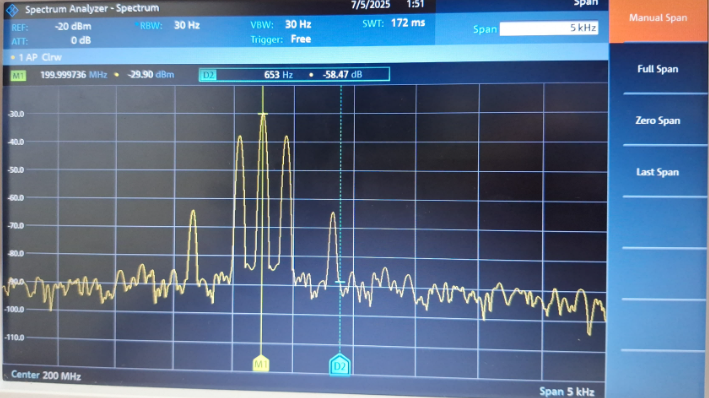 Spectrum Analyzer - Spectrum 7/5/2025 1:51 Span
REF: -20 dBm RBW: 30 Hz VBW: 30 Hz SWT: 172 ms
ATT: 0 dB Trigger: Free Span 5 kHz
1 AP Clrw
M1 199.999736 MHz -29.90 dBm D2 653 Hz -58.47 dB
-30.0
-40.0
-50.0
-60.0
-70.0
-80.0
-90.0
-100.0
-110.0
M1 D2
Center 200 MHz Span 5 kHz
Manual Span
Full Span
Zero Span
Last Span